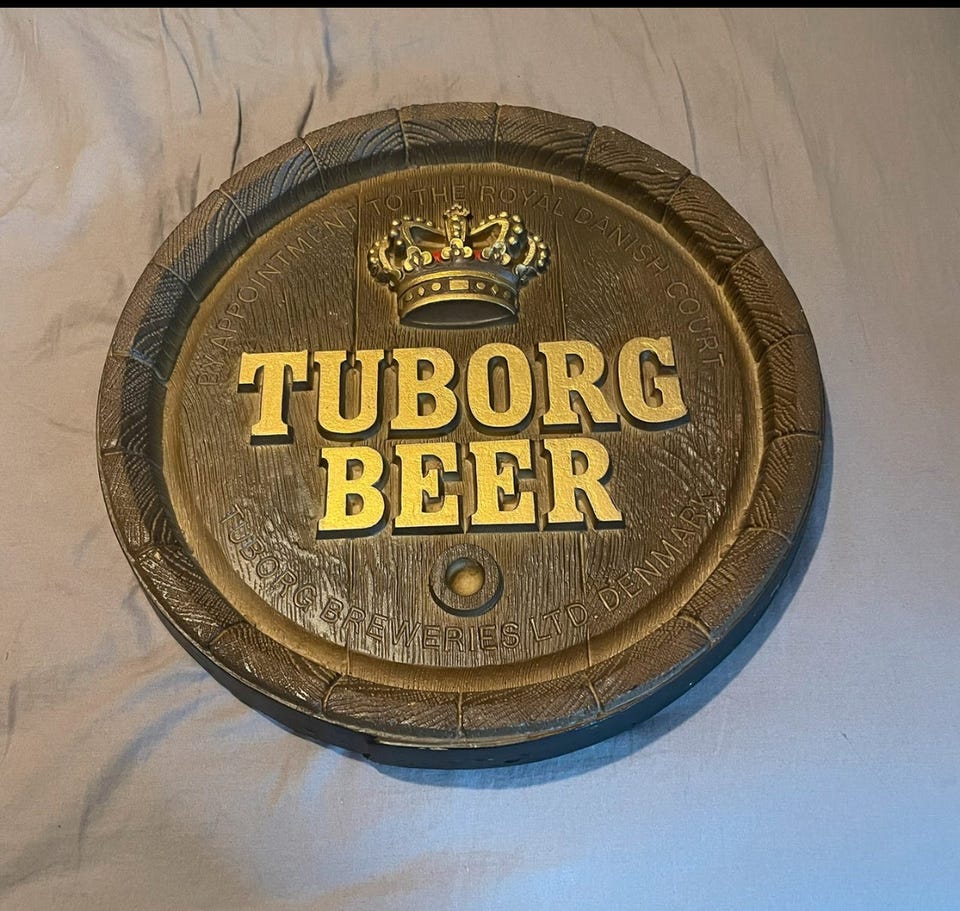 BY APPOINTMENT TO THE ROYAL DANISH COURT
TUBORG
BEER
TUBORG BREWERIES LTD. DENMARK